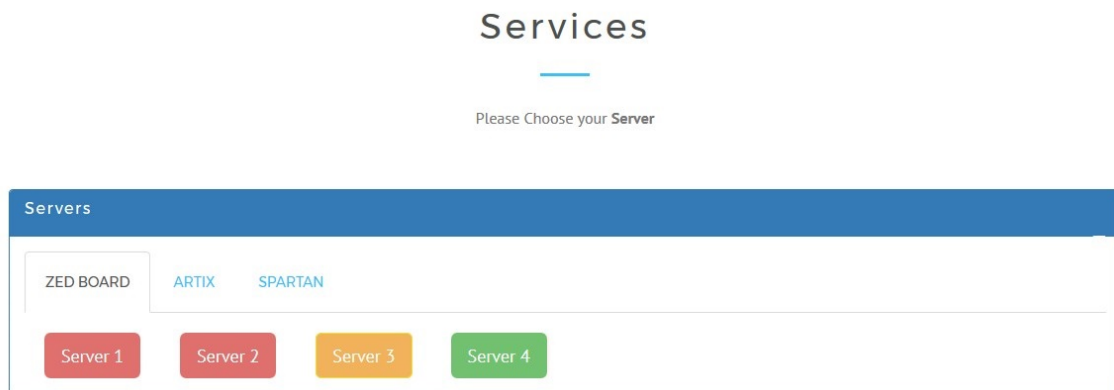 Services
Please Choose your Server
Servers
ZED BOARD ARTIX SPARTAN
Server 1 Server 2 Server 3 Server 4